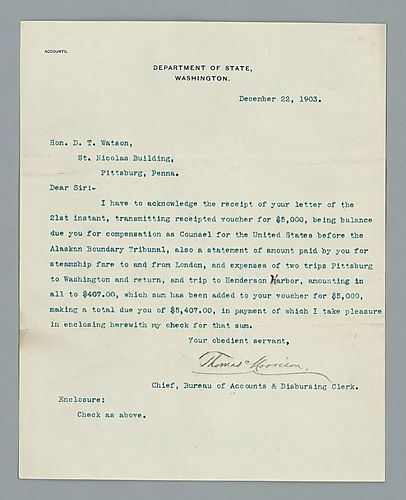 ACCOUNTS.
DEPARTMENT OF STATE,
WASHINGTON.
December 22, 1903.
Hon. D. T. Watson,
St. Nicolas Building,
Pittsburg, Penna.
Dear Sir:-
I have to acknowledge the receipt of your letter of the
21st instant, transmitting receipted voucher for $5,000, being balance
due you for compensation as Counsel for the United States before the
Alaskan Boundary Tribunal, also a statement of amount paid by you for
steamship fare to and from London, and expenses of two trips Pittsburg
to Washington and return, and trip to Henderson Harbor, amounting in
all to $407.00, which sum has been added to your voucher for $5,000,
making a total due you of $5,407.00, in payment of which I take pleasure
in enclosing herewith my check for that sum.
Your obedient servant,
Thomas Morrison.
Chief, Bureau of Accounts & Disbursing Clerk.
Enclosure:
Check as above.